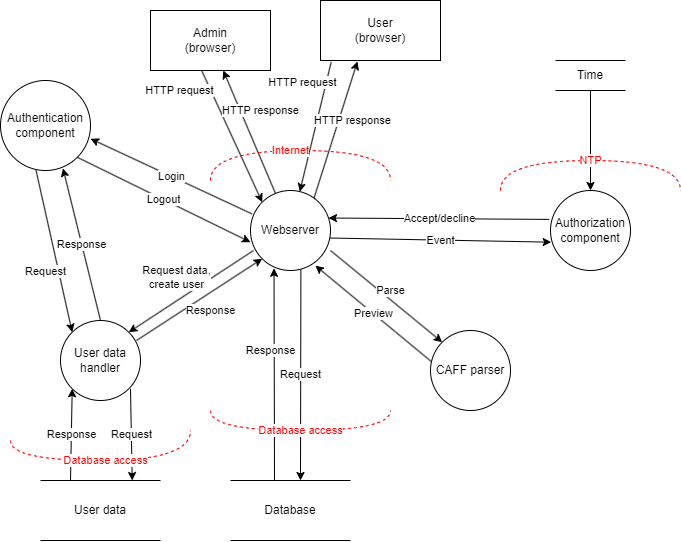 Admin
(browser)
User
(browser)
Time
HTTP request
HTTP request
HTTP response
HTTP response
Authentication
component
Internet
NTP
Login
Logout
Webserver
Accept/decline
Event
Authorization
component
Response
Request
Request data,
create user
Response
Parse
Preview
User data
handler
Response
Request
CAFF parser
Response
Request
Database access
Database access
User data
Database